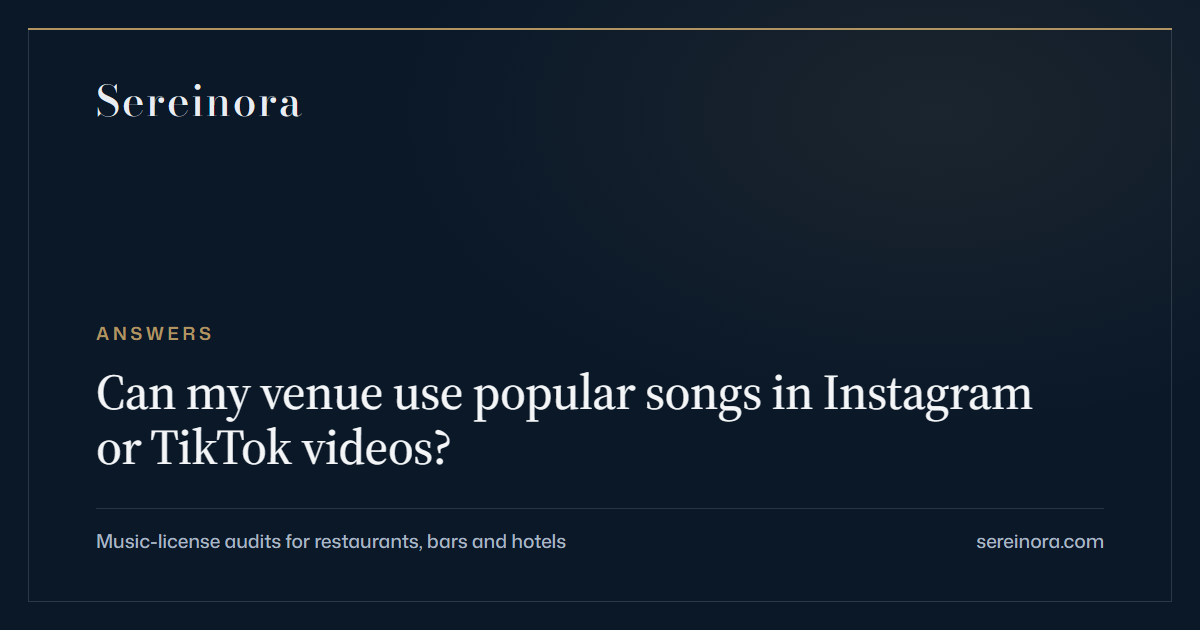 Sereinora
ANSWERS
Can my venue use popular songs in Instagram
or TikTok videos?
Music-license audits for restaurants, bars and hotels
sereinora.com